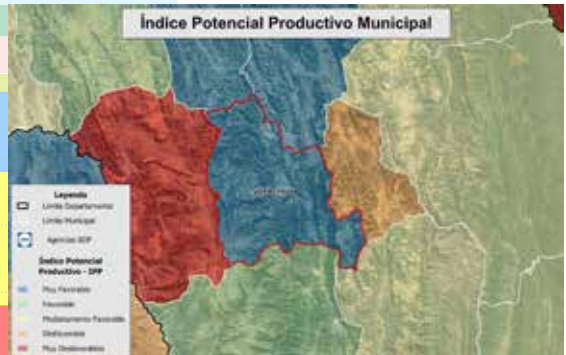 Índice Potencial Productivo Municipal
Leyenda
Límite Departamental
Límite Municipal
Agencias BDP
Índice Potencial
Productivo - IPP
Muy Favorable
Favorable
Medianamente Favorable
Desfavorable
Muy Desfavorable